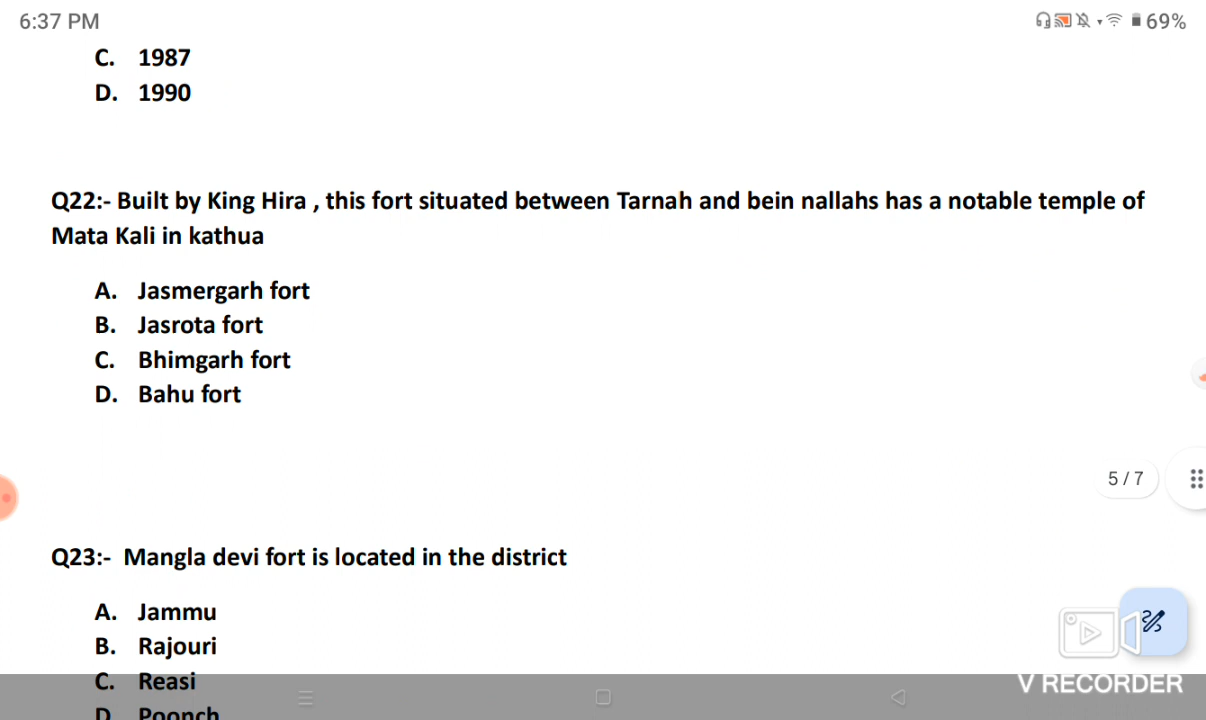 6:37 PM
69%
C. 1987
D. 1990
Q22:- Built by King Hira , this fort situated between Tarnah and bein nallahs has a notable temple of
Mata Kali in kathua
A. Jasmergarh fort
B. Jasrota fort
C. Bhimgarh fort
D. Bahu fort
5 / 7
Q23:- Mangla devi fort is located in the district
A. Jammu
B. Rajouri
C. Reasi
D. Poonch
V RECORDER